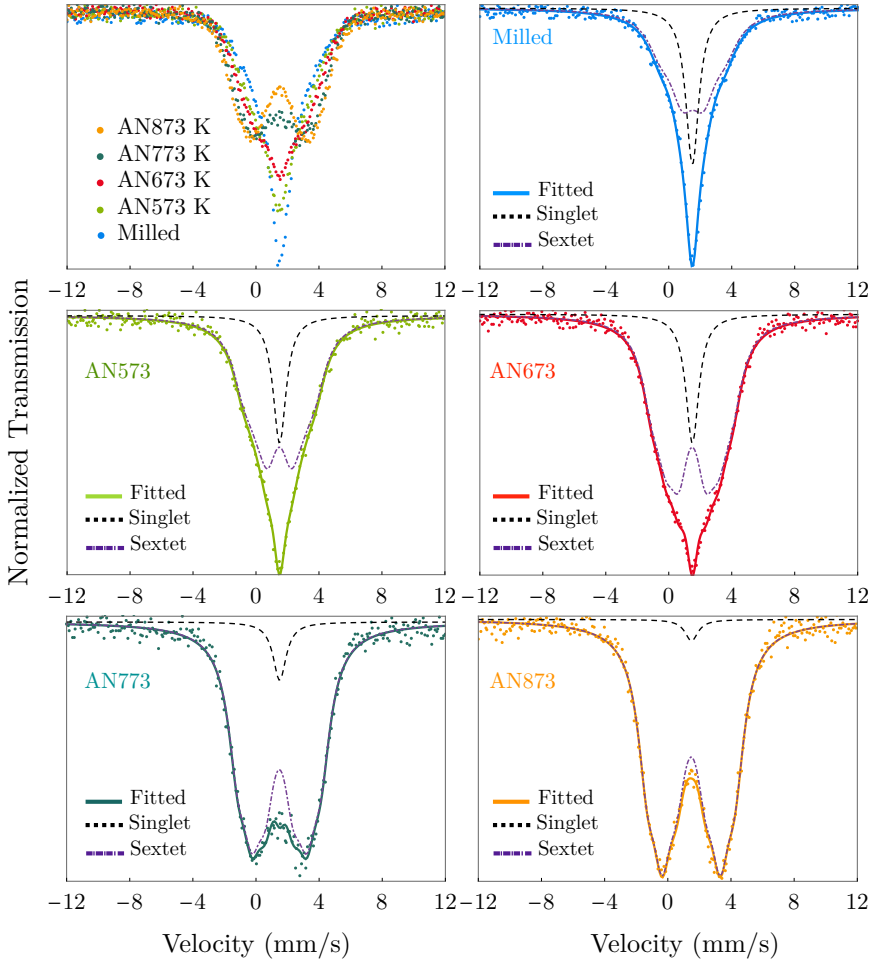 Normalized Transmission
AN873 K
AN773 K
AN673 K
AN573 K
Milled
−12 −8 −4 0 4 8 12
Milled
Fitted
Singlet
Sextet
−12 −8 −4 0 4 8 12
AN573
Fitted
Singlet
Sextet
−12 −8 −4 0 4 8 12
AN673
Fitted
Singlet
Sextet
−12 −8 −4 0 4 8 12
AN773
Fitted
Singlet
Sextet
−12 −8 −4 0 4 8 12
Velocity (mm/s)
AN873
Fitted
Singlet
Sextet
−12 −8 −4 0 4 8 12
Velocity (mm/s)